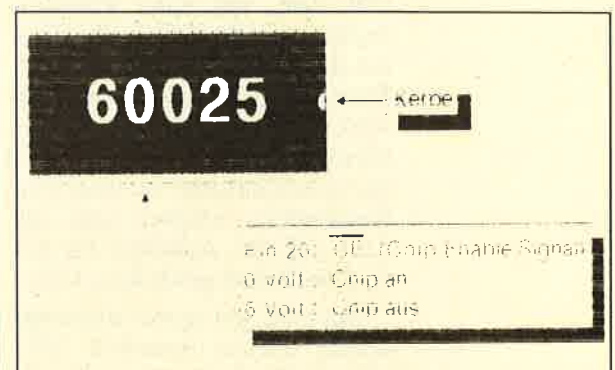 60025
Kerbe
Pin 20: CE (Chip Enable Signal)
0 Volt: Chip an
5 Volt: Chip aus